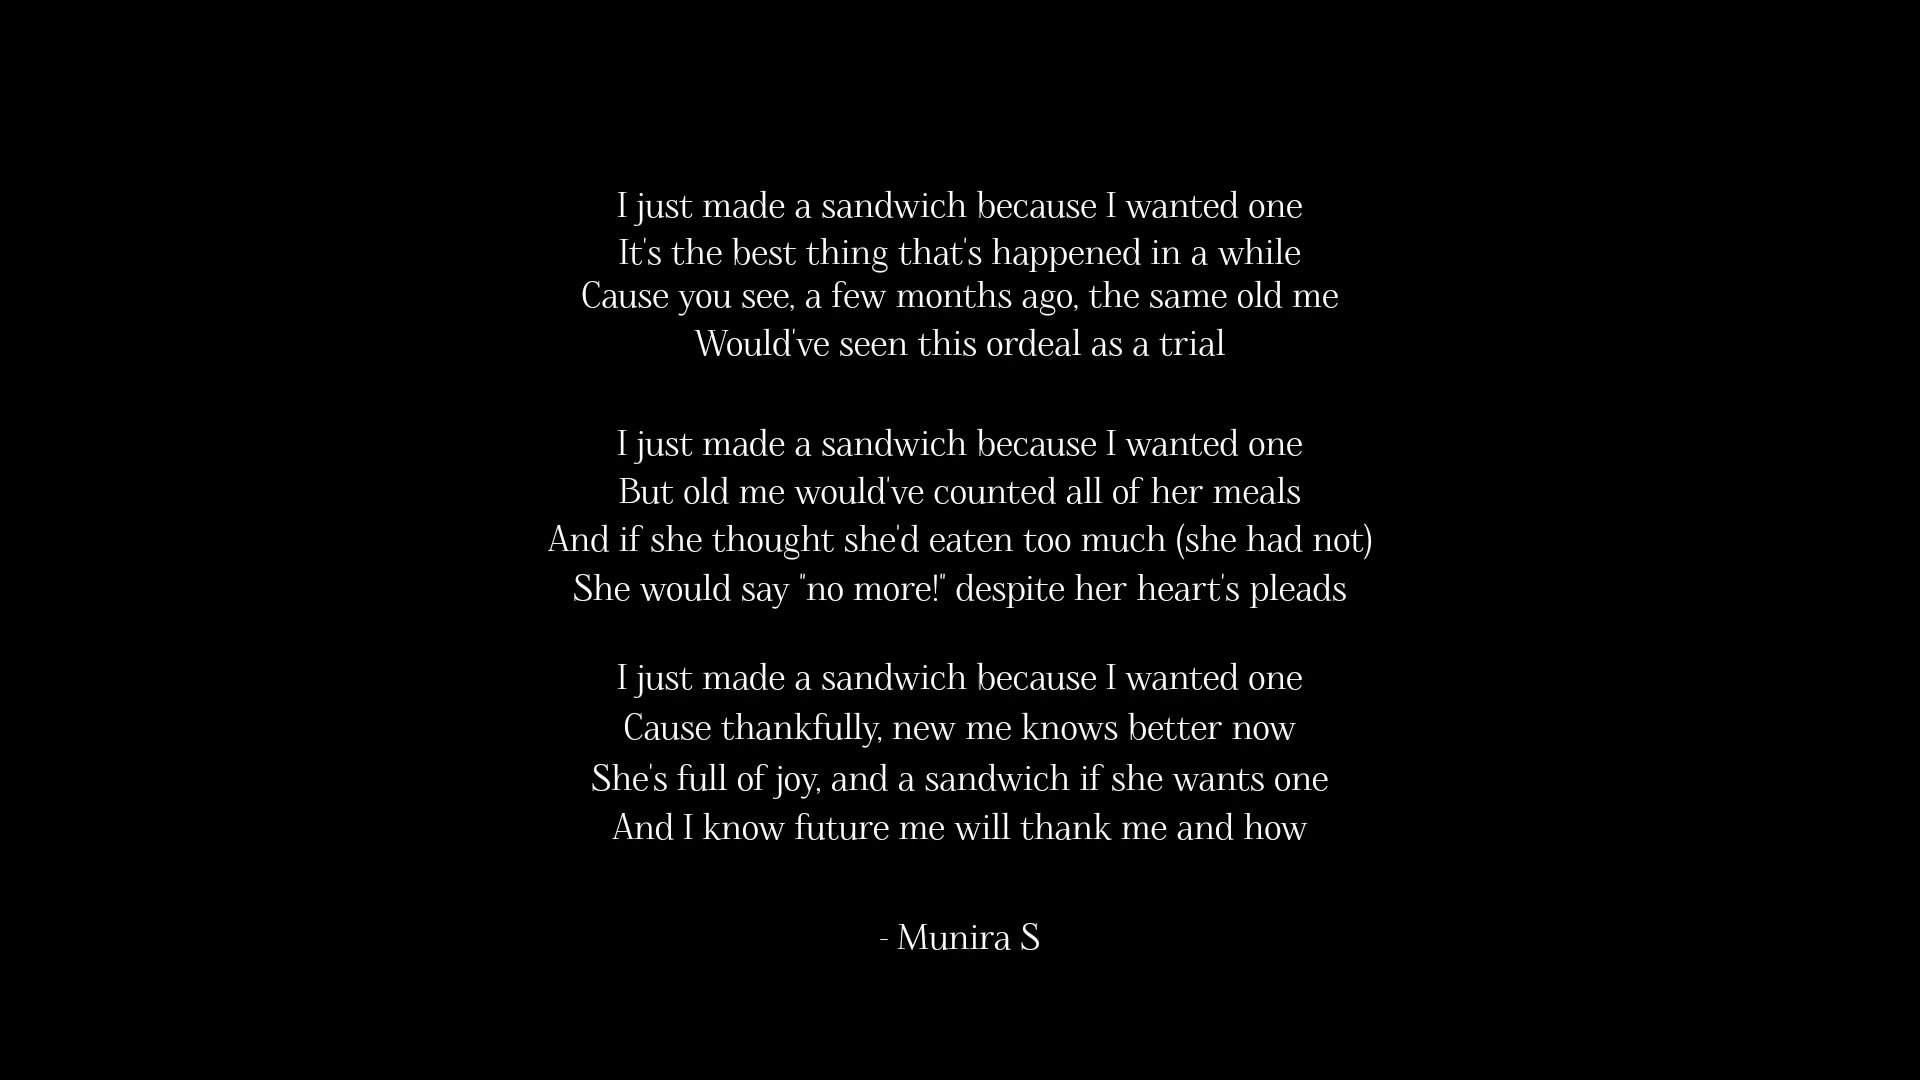 I just made a sandwich because I wanted one
It's the best thing that's happened in a while
Cause you see, a few months ago, the same old me
Would've seen this ordeal as a trial
I just made a sandwich because I wanted one
But old me would've counted all of her meals
And if she thought she'd eaten too much (she had not)
She would say "no more!" despite her heart's pleads
I just made a sandwich because I wanted one
Cause thankfully, new me knows better now
She's full of joy, and a sandwich if she wants one
And I know future me will thank me and how
- Munira S